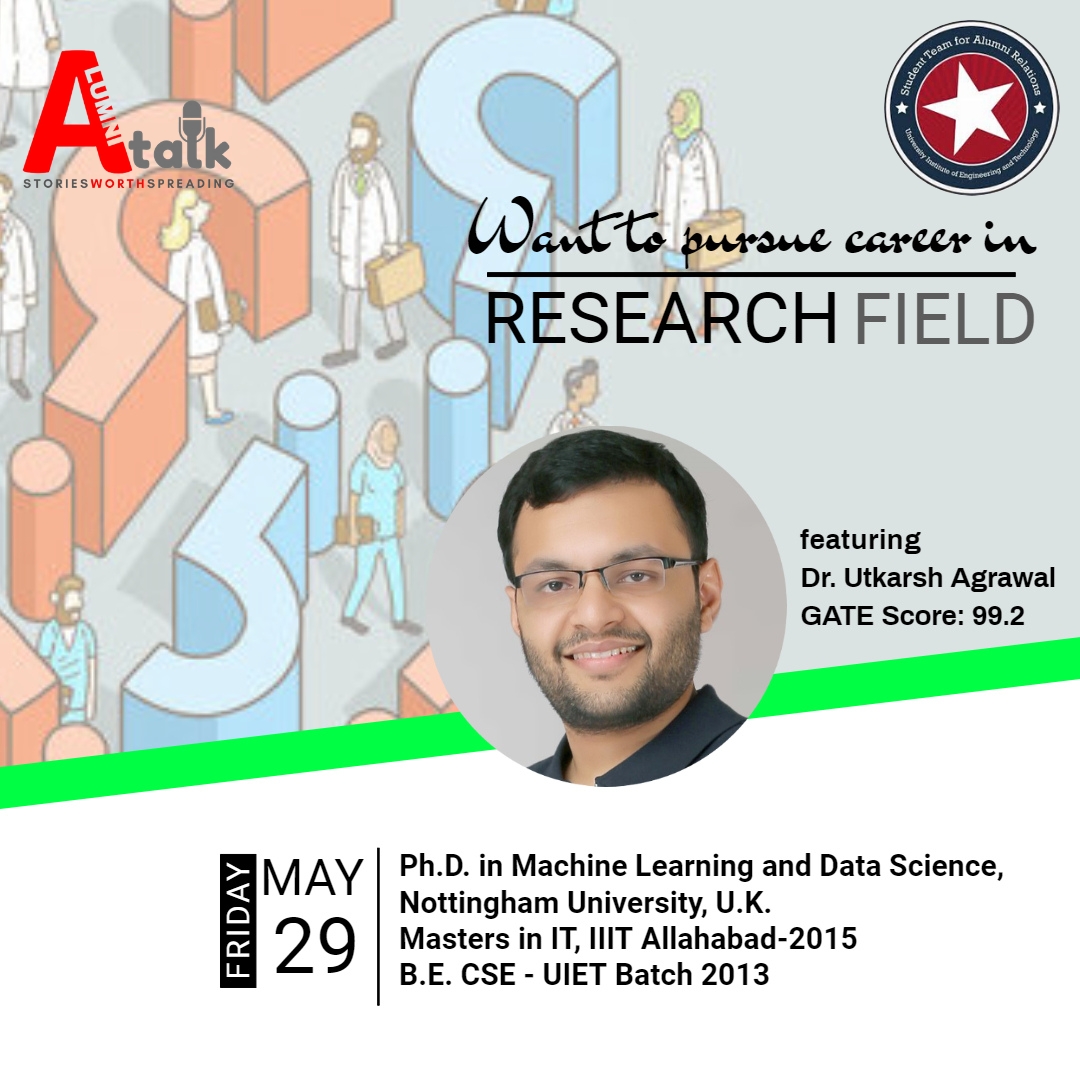 ALUMNI
talk
STORIESWORTHSPREADING
Student Team for Alumni Relations
University Institute of Engineering and Technology
Want to pursue career in
RESEARCH FIELD
featuring
Dr. Utkarsh Agrawal
GATE Score: 99.2
FRIDAY
MAY
29
Ph.D. in Machine Learning and Data Science,
Nottingham University, U.K.
Masters in IT, IIIT Allahabad-2015
B.E. CSE - UIET Batch 2013